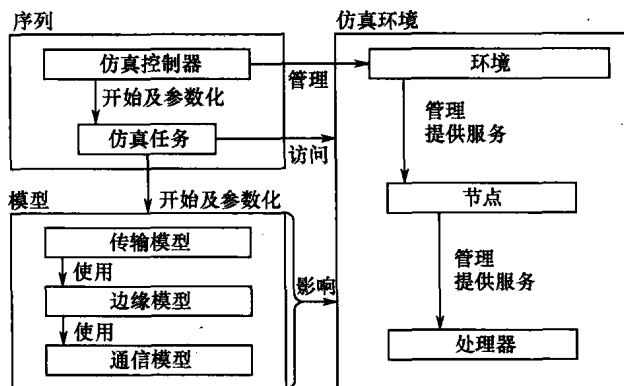 序列
仿真环境
仿真控制器
环境
管理
开始及参数化
管理
提供服务
仿真任务
访问
开始及参数化
节点
模型
传输模型
使用
影响
管理
提供服务
边缘模型
使用
通信模型
处理器